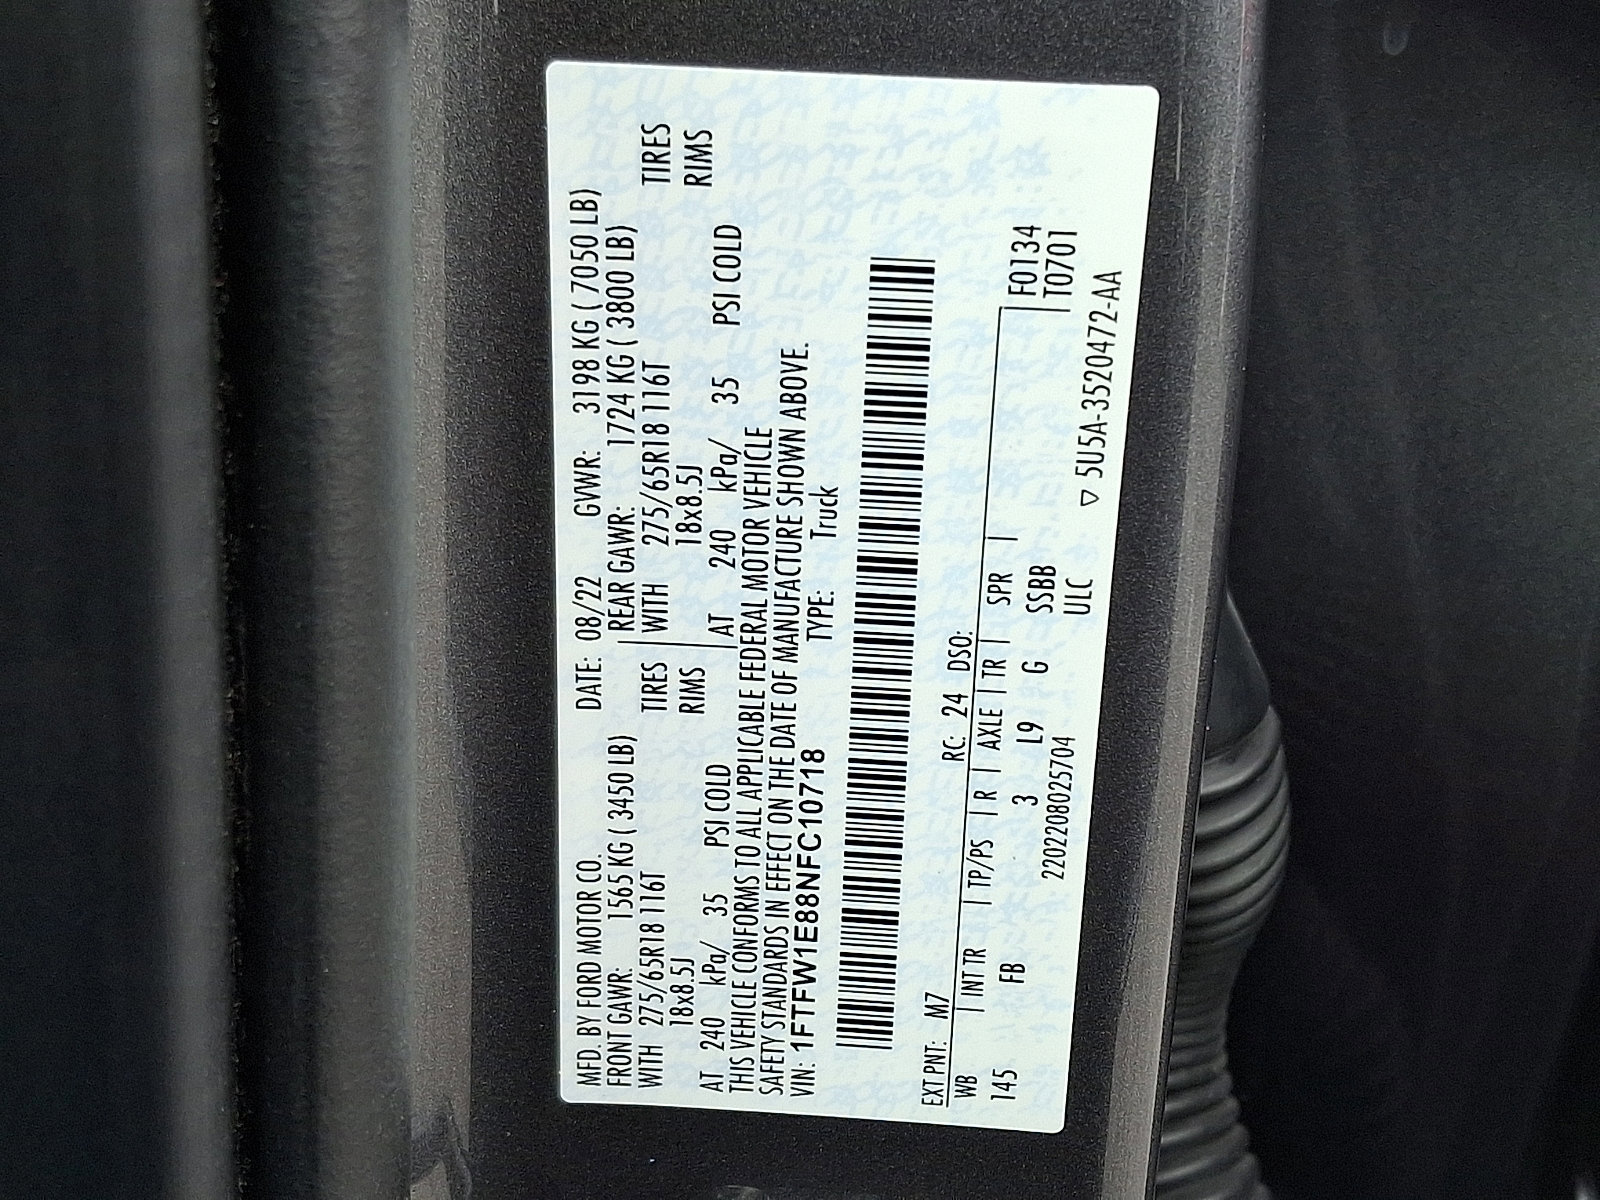 MFD. BY FORD MOTOR CO. DATE: 08/22 GVWR: 3198 KG ( 7050 LB)
FRONT GAWR: 1565 KG ( 3450 LB) REAR GAWR: 1724 KG ( 3800 LB)
WITH 275/65R18 116T TIRES WITH 275/65R18 116T TIRES
18x8.5J RIMS 18x8.5J RIMS
AT 240 kPa/ 35 PSI COLD AT 240 kPa/ 35 PSI COLD
THIS VEHICLE CONFORMS TO ALL APPLICABLE FEDERAL MOTOR VEHICLE
SAFETY STANDARDS IN EFFECT ON THE DATE OF MANUFACTURE SHOWN ABOVE.
VIN: 1FTFW1E88NFC10718 TYPE: Truck
EXT PNT: M7 RC: 24 DSO:
WB | INT TR | TP/PS | R | AXLE | TR | SPR | F0134
145 FB 3 L9 G SSBB T0701
2202208025704 ULC
▽ 5U5A-3520472-AA